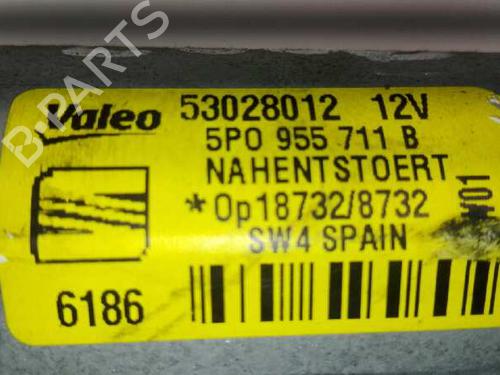 Valeo 53028012 12V
5P0 955 711 B
NAHENTSTOERT
*Op18732/8732
SW4 SPAIN
W01
6186
B-PARTS